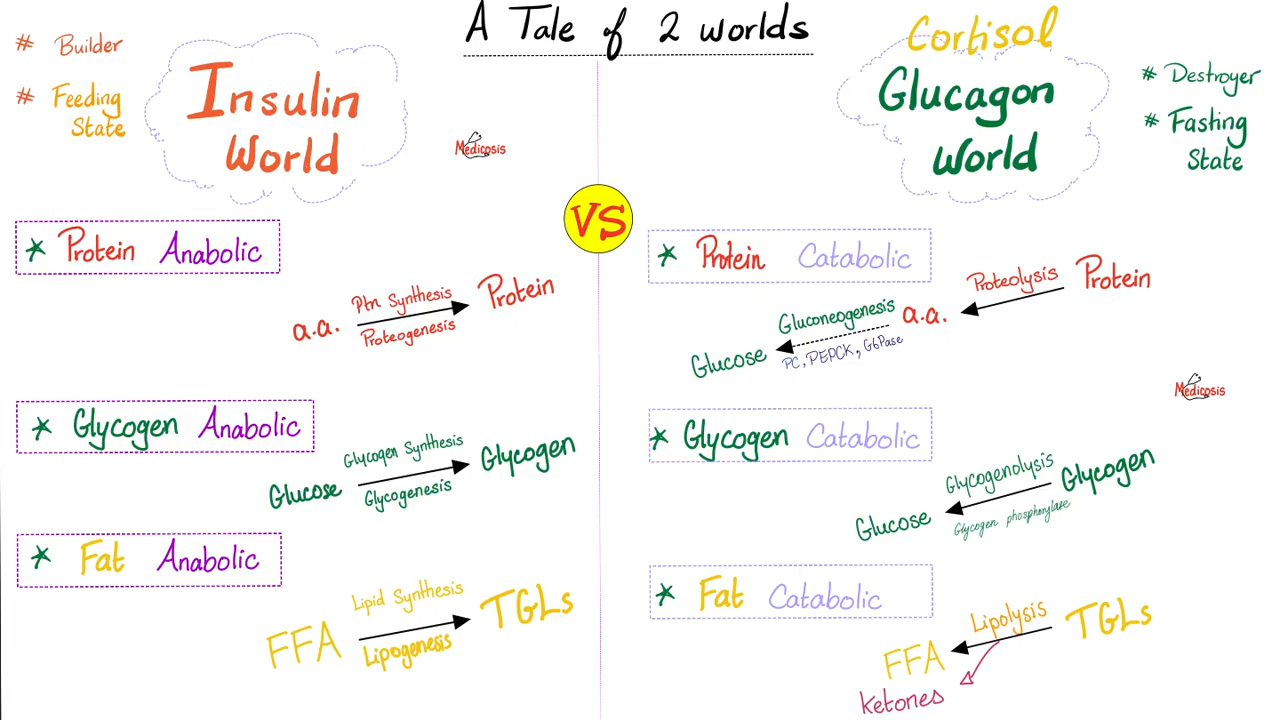 A Tale of 2 worlds
# Builder
# Feeding
State
Insulin
World
Medicosis
VS
Cortisol
Glucagon
World
# Destroyer
# Fasting
State
* Protein Anabolic
a.a.
Ptn Synthesis
Proteogenesis
Protein
* Glycogen Anabolic
Glucose
Glycogen Synthesis
Glycogenesis
Glycogen
* Fat Anabolic
FFA
Lipid Synthesis
Lipogenesis
TGLs
* Protein Catabolic
Protein
Proteolysis
a.a.
Gluconeogenesis
PC, PEPCK, G6Pase
Glucose
Medicosis
* Glycogen Catabolic
Glycogen
Glycogenolysis
Glycogen phosphorylase
Glucose
* Fat Catabolic
TGLs
Lipolysis
FFA
Ketones